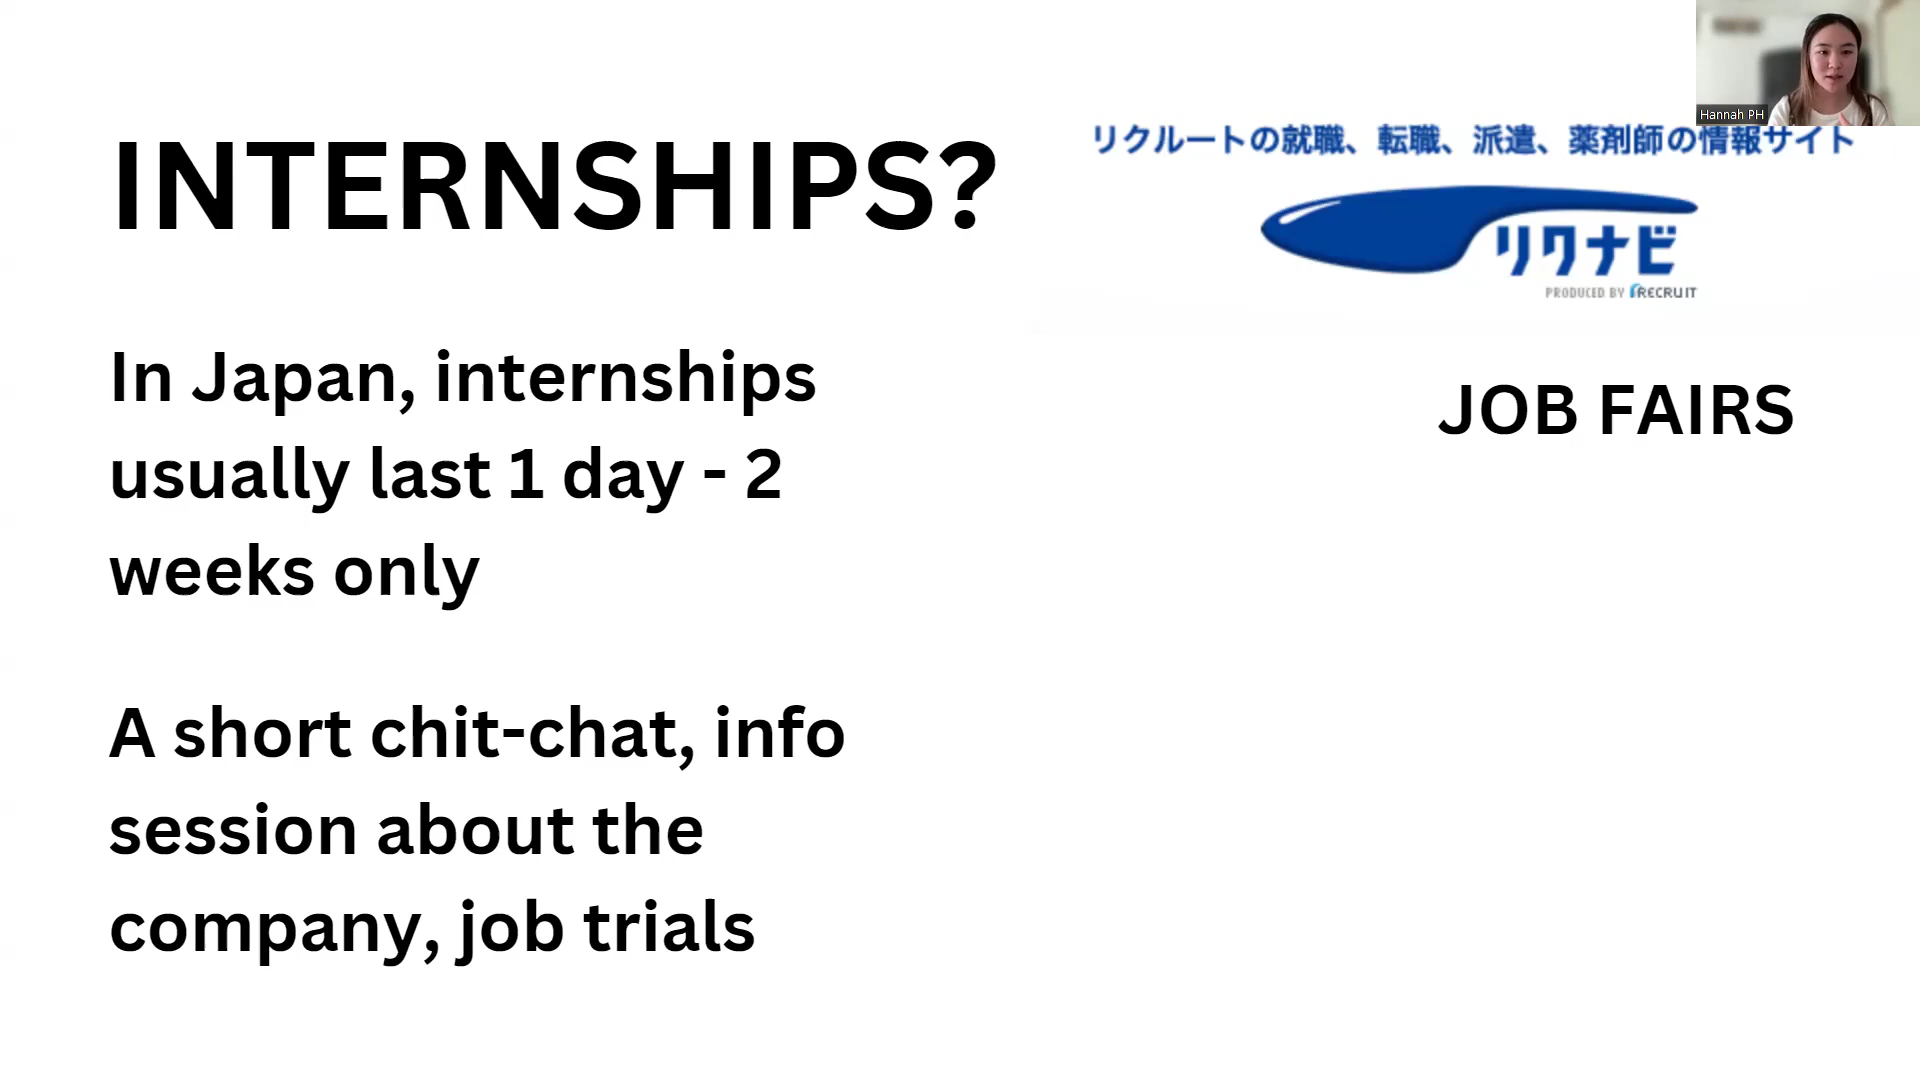 Hannah PH
INTERNSHIPS?
In Japan, internships
usually last 1 day - 2
weeks only
A short chit-chat, info
session about the
company, job trials
リクルートの就職、転職、派遣、薬剤師の情報サイト
リクナビ
PRODUCED BY RECRUIT
JOB FAIRS